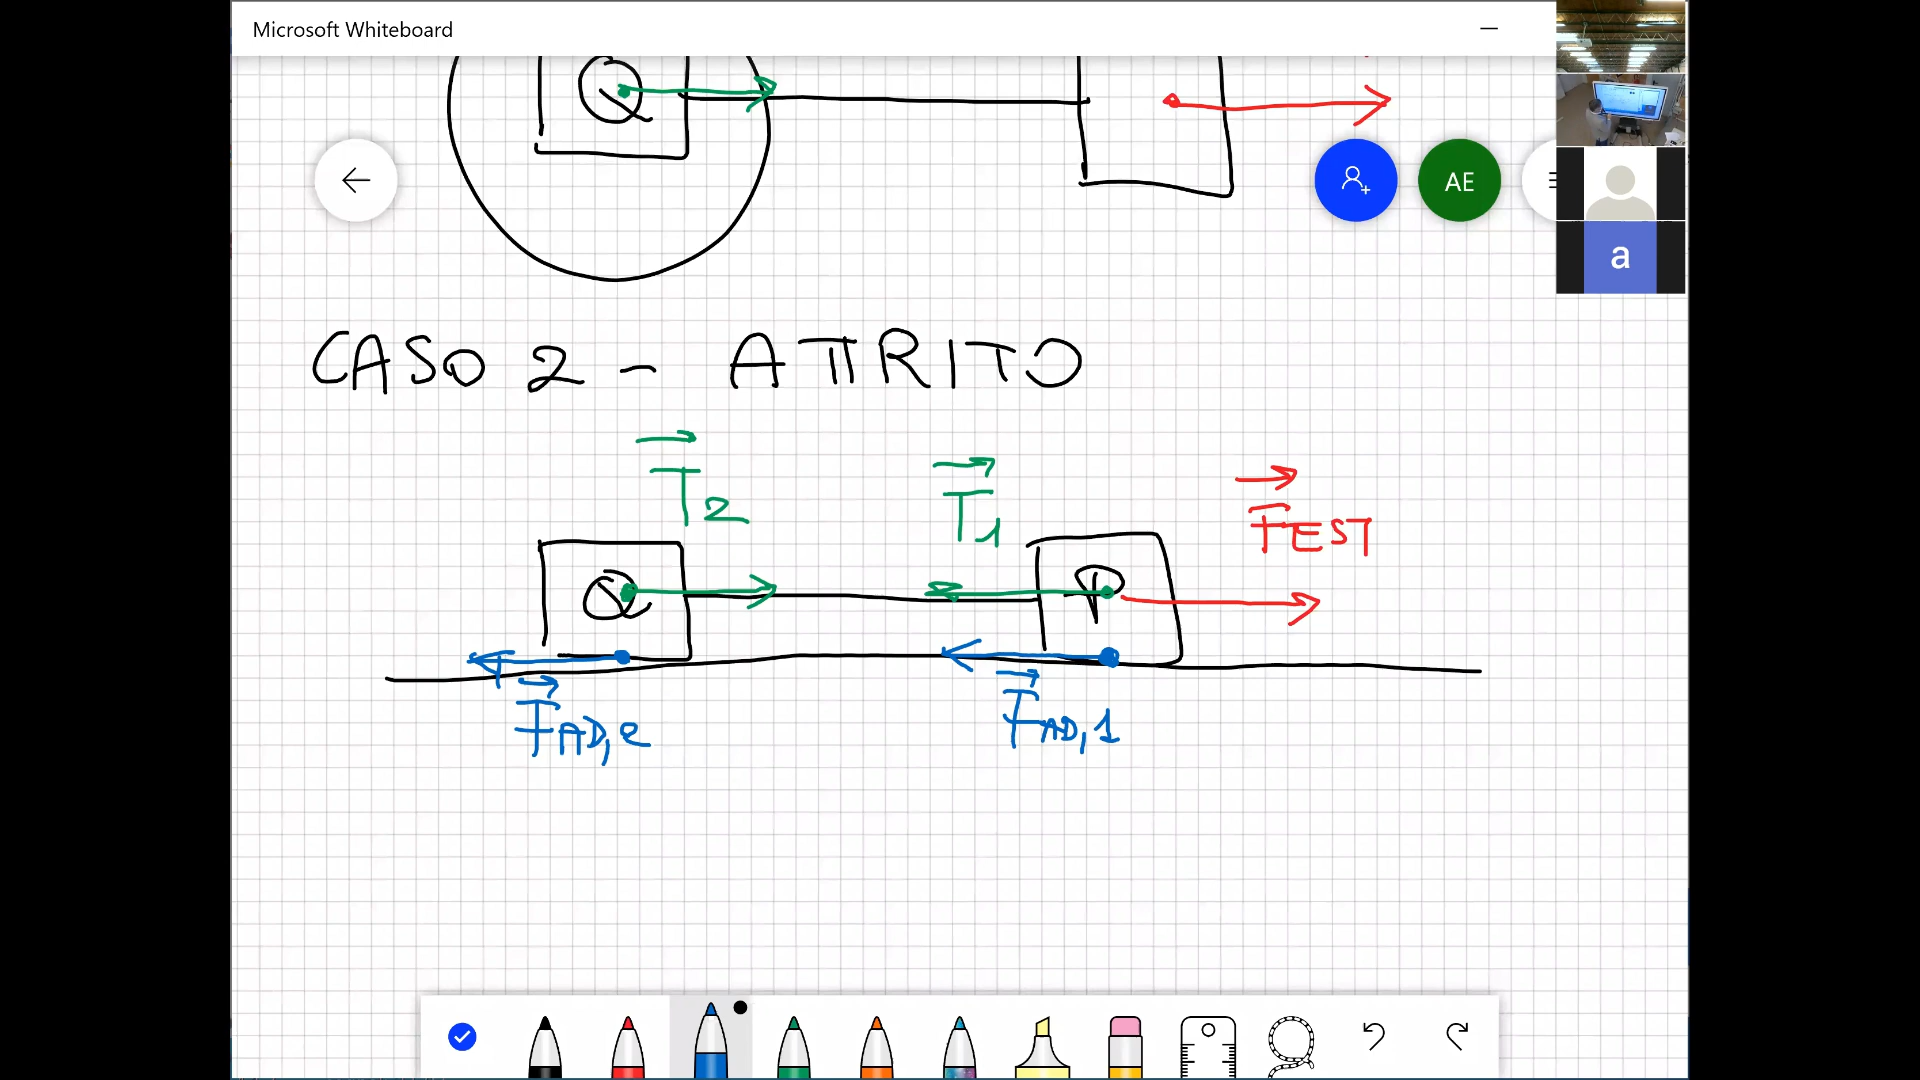 Microsoft Whiteboard
Q
AE
a
CASO 2 - ATTRITO
T2
T1
FEST
Q
P
FAD,2
FAD,1